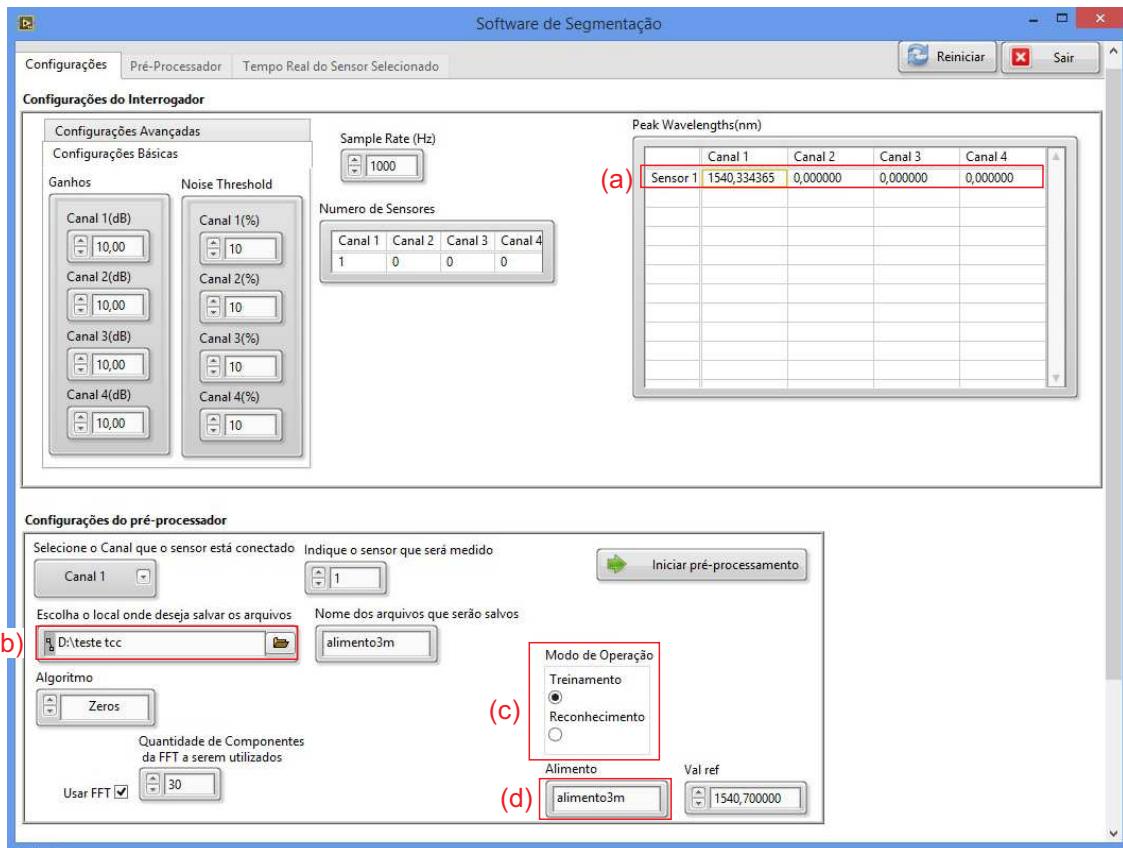 Software de Segmentação
Configurações
Pré-Processador
Tempo Real do Sensor Selecionado
Reiniciar
Sair
Configurações do Interrogador
Configurações Avançadas
Configurações Básicas
Ganhos
Canal 1(dB)
10,00
Canal 2(dB)
10,00
Canal 3(dB)
10,00
Canal 4(dB)
10,00
Noise Threshold
Canal 1(%)
10
Canal 2(%)
10
Canal 3(%)
10
Canal 4(%)
10
Sample Rate (Hz)
1000
Numero de Sensores
Canal 1 Canal 2 Canal 3 Canal 4
1 0 0 0
Peak Wavelengths(nm)
Canal 1 Canal 2 Canal 3 Canal 4
(a) Sensor 1 1540,334365 0,000000 0,000000 0,000000
Configurações do pré-processador
Selecione o Canal que o sensor está conectado
Canal 1
Indique o sensor que será medido
1
Iniciar pré-processamento
Escolha o local onde deseja salvar os arquivos
b) D:\teste tcc
Nome dos arquivos que serão salvos
alimento3m
Algoritmo
Zeros
Modo de Operação
Treinamento
(c)
Reconhecimento
Quantidade de Componentes
da FFT a serem utilizados
Usar FFT
30
Alimento
(d) alimento3m
Val ref
1540,700000